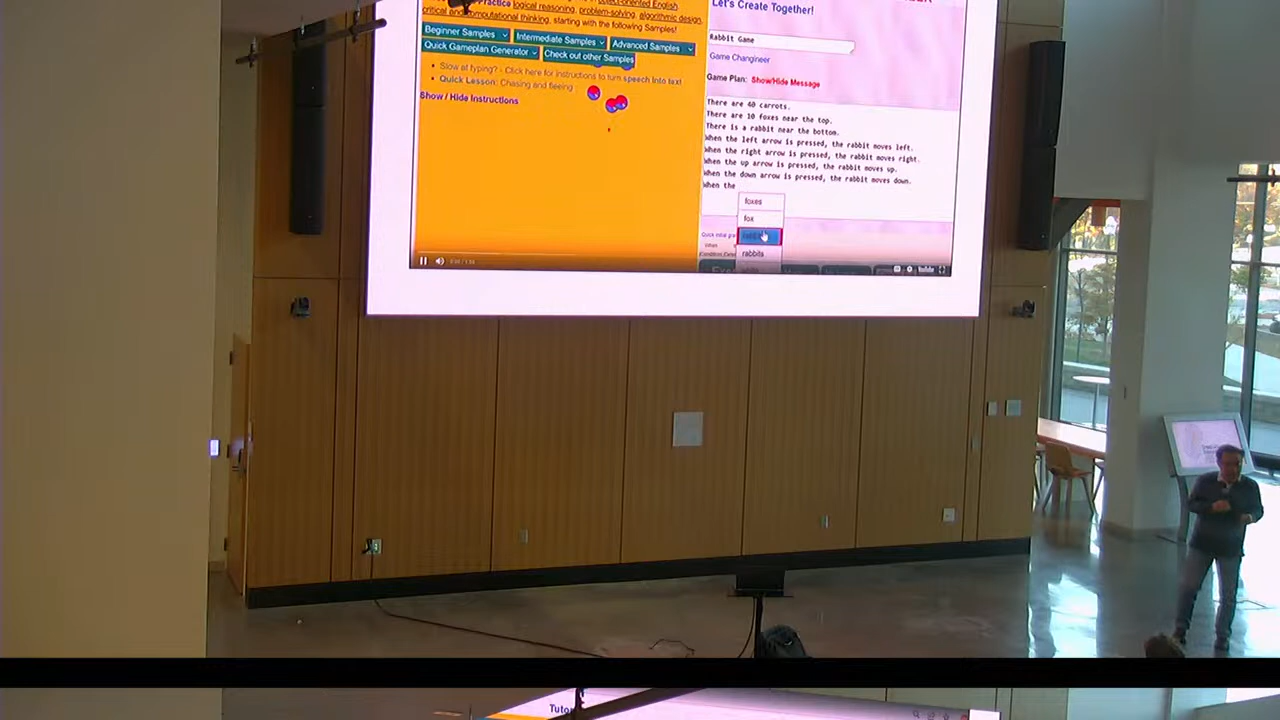 Practice logical reasoning, problem-solving, algorithmic design,
critical and computational thinking, starting with the following Samples!
Beginner Samples
Intermediate Samples
Advanced Samples
Quick Gameplan Generator
Check out other Samples
Slow at typing? - Click here for instructions to turn speech into text
Quick Lesson: Chasing and fleeing
Show / Hide Instructions
Let's Create Together!
Rabbit Game
Game Changineer
Game Plan: Show/Hide Message
There are 40 carrots.
There are 10 foxes near the top.
There is a rabbit near the bottom.
When the left arrow is pressed, the rabbit moves left.
When the right arrow is pressed, the rabbit moves right.
When the up arrow is pressed, the rabbit moves up.
When the down arrow is pressed, the rabbit moves down.
When the
foxes
fox
rabbits
YouTube